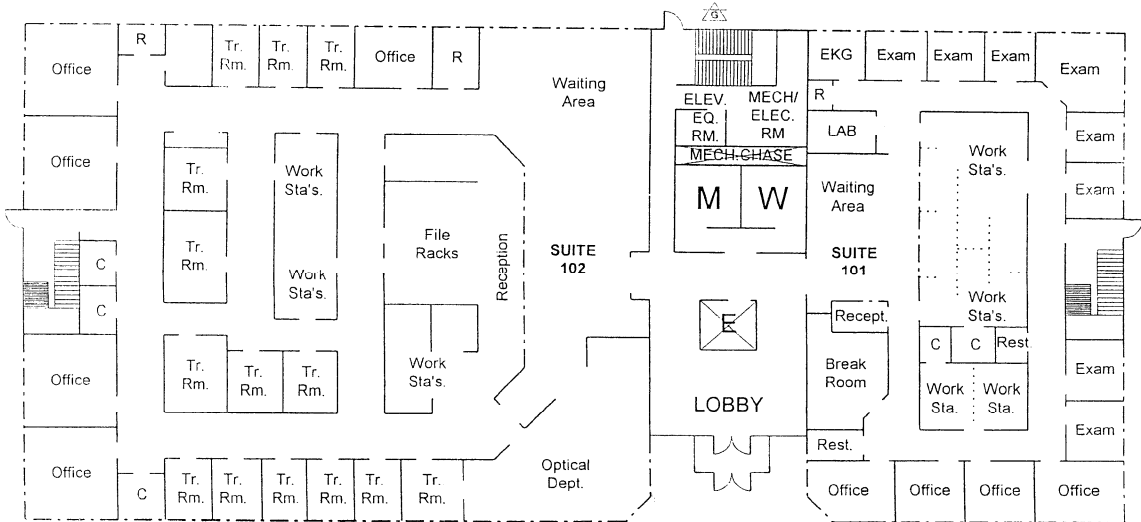 G
R
Tr.
Rm.
Tr.
Rm.
Tr.
Rm.
Office
R
Office
Waiting
Area
ELEV.
EQ.
RM.
MECH/
ELEC.
RM
EKG
Exam
Exam
Exam
Exam
R
LAB
MECH.CHASE
Office
Tr.
Rm.
Work
Sta's.
M
W
Waiting
Area
Work
Sta's.
Exam
Exam
C
Tr.
Rm.
File
Racks
Reception
SUITE
102
SUITE
101
C
Work
Sta's.
Work
Sta's.
E
Recept.
Office
Tr.
Rm.
Tr.
Rm.
Tr.
Rm.
Work
Sta's.
Break
Room
C
C
Rest.
Exam
LOBBY
Work
Sta.
Work
Sta.
Exam
Rest.
Office
C
Tr.
Rm.
Tr.
Rm.
Tr.
Rm.
Tr.
Rm.
Tr.
Rm.
Tr.
Rm.
Optical
Dept.
Office
Office
Office
Office